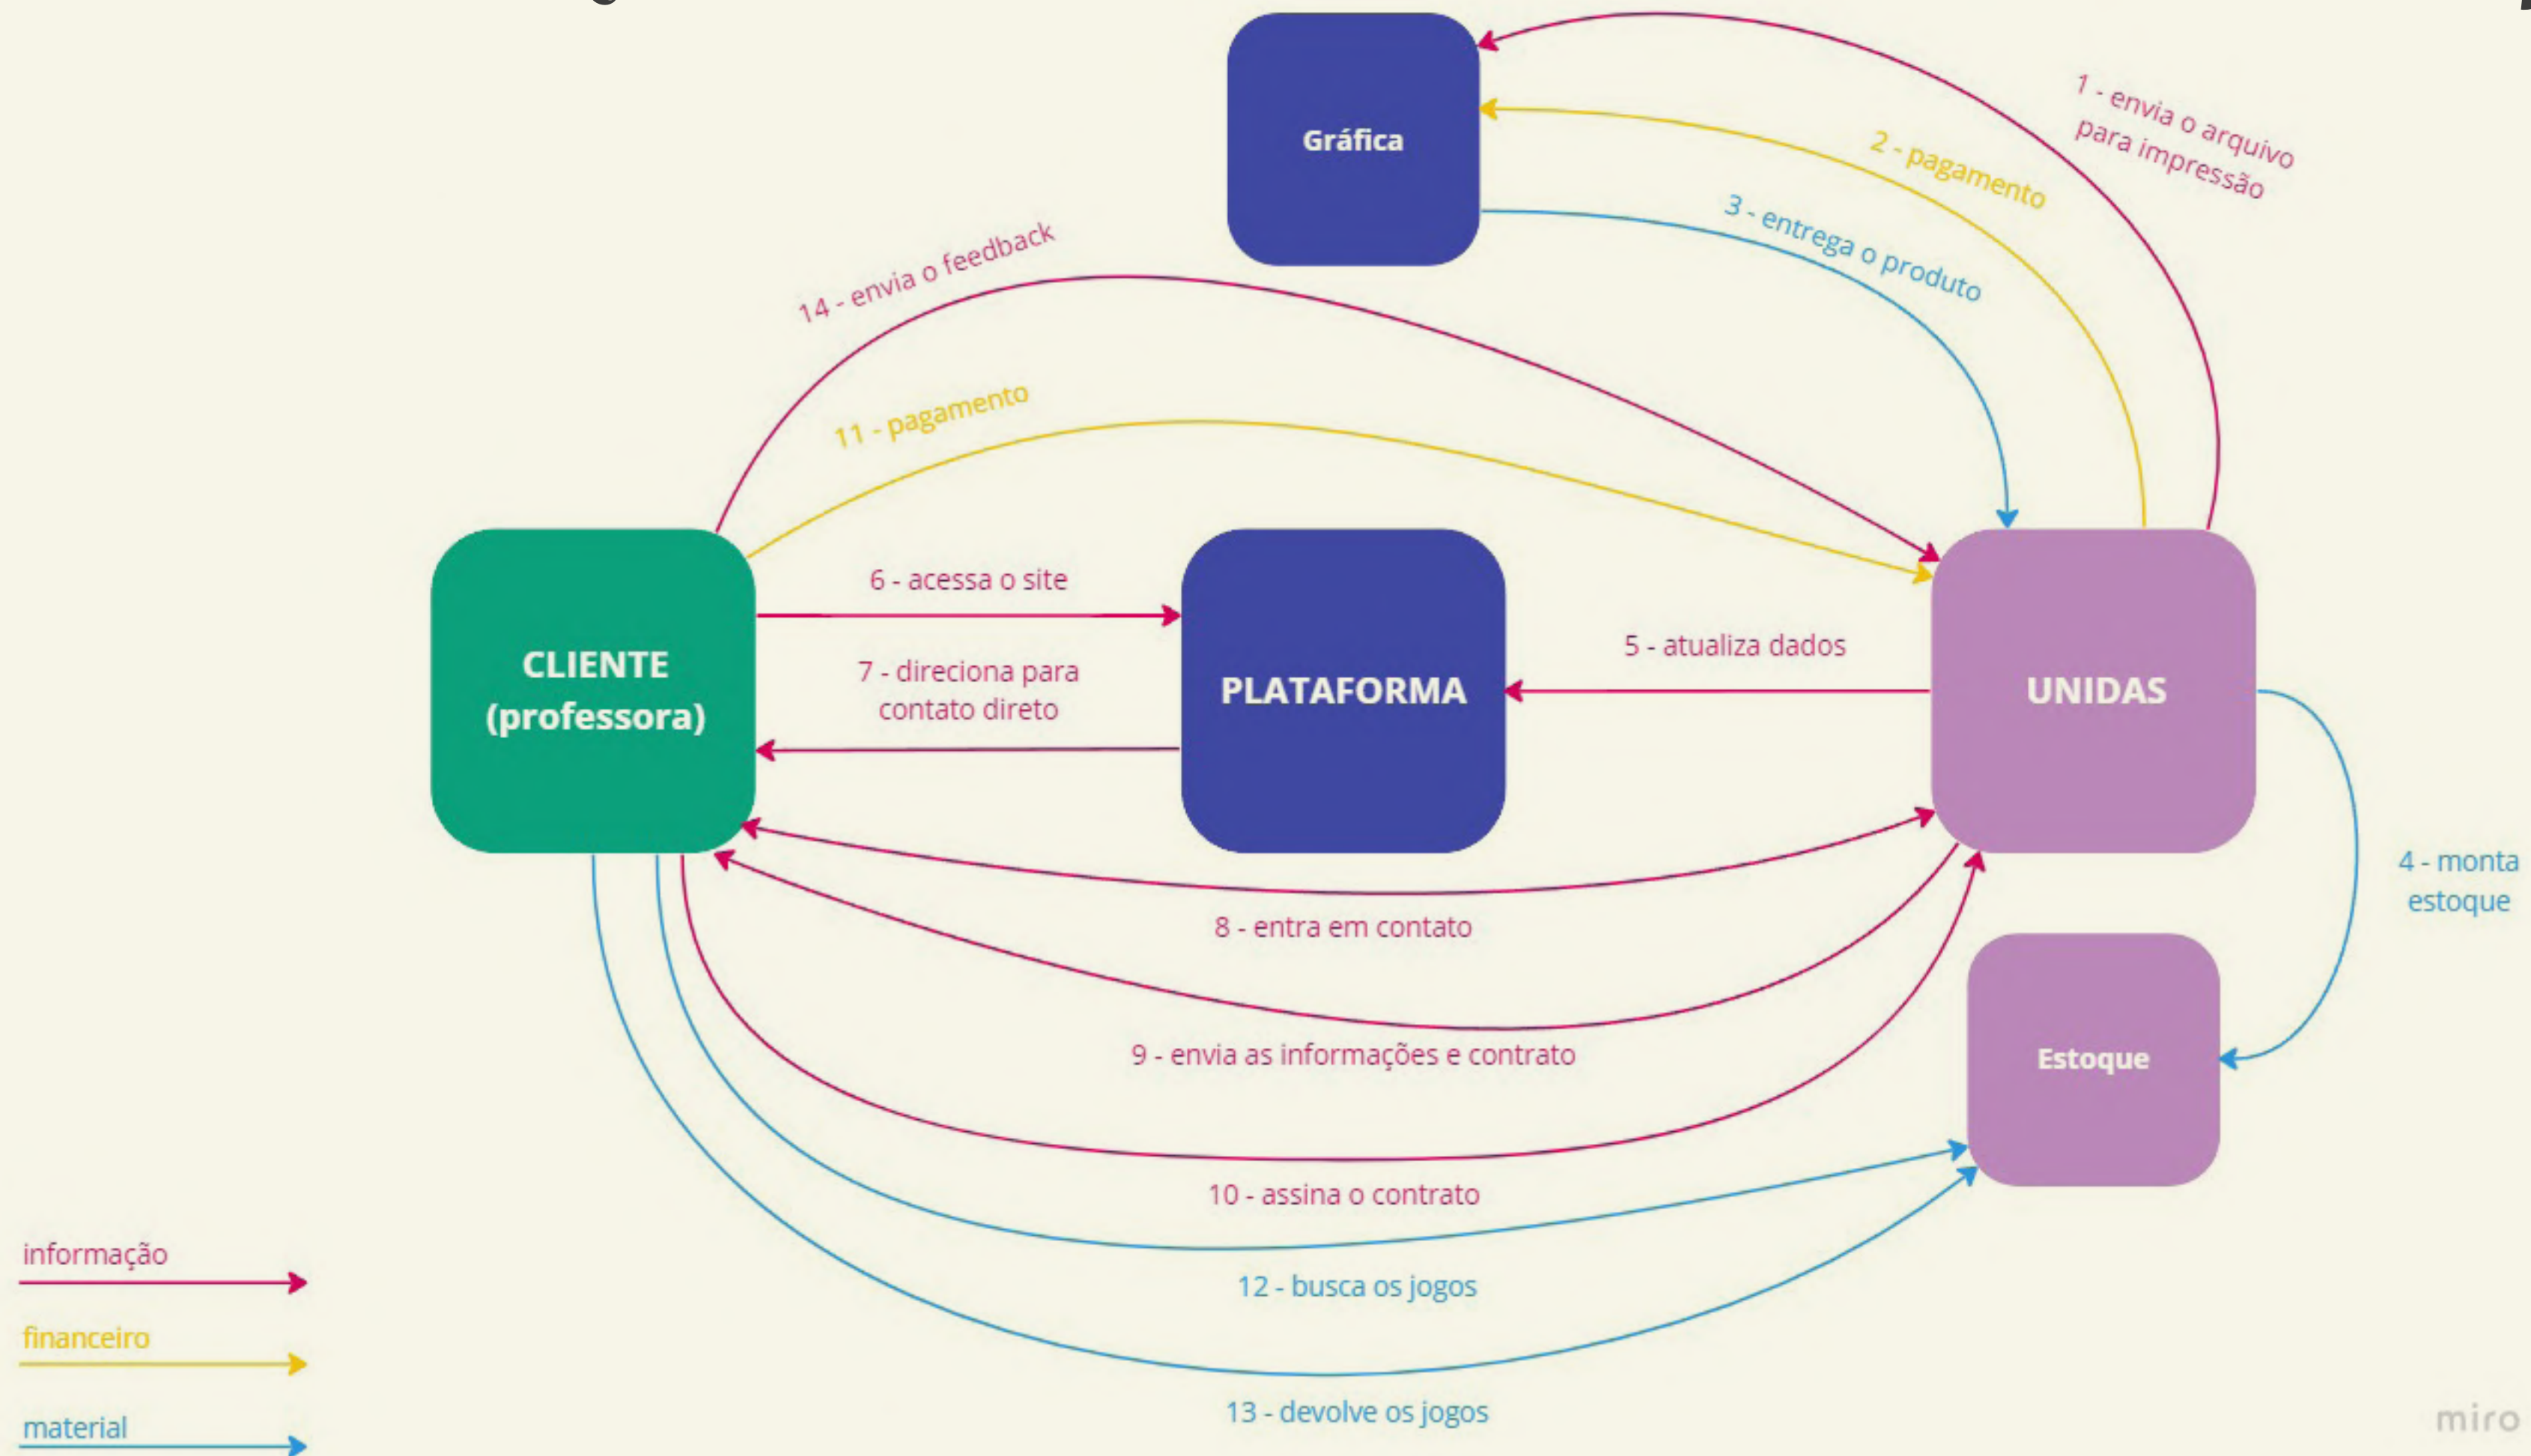 Gráfica
1 - envia o arquivo
para impressão
2 - pagamento
3 - entrega o produto
14 - envia o feedback
11 - pagamento
6 - acessa o site
7 - direciona para
contato direto
CLIENTE
(professora)
PLATAFORMA
5 - atualiza dados
UNIDAS
4 - monta
estoque
8 - entra em contato
9 - envia as informações e contrato
Estoque
10 - assina o contrato
12 - busca os jogos
13 - devolve os jogos
informação
financeiro
material
miro